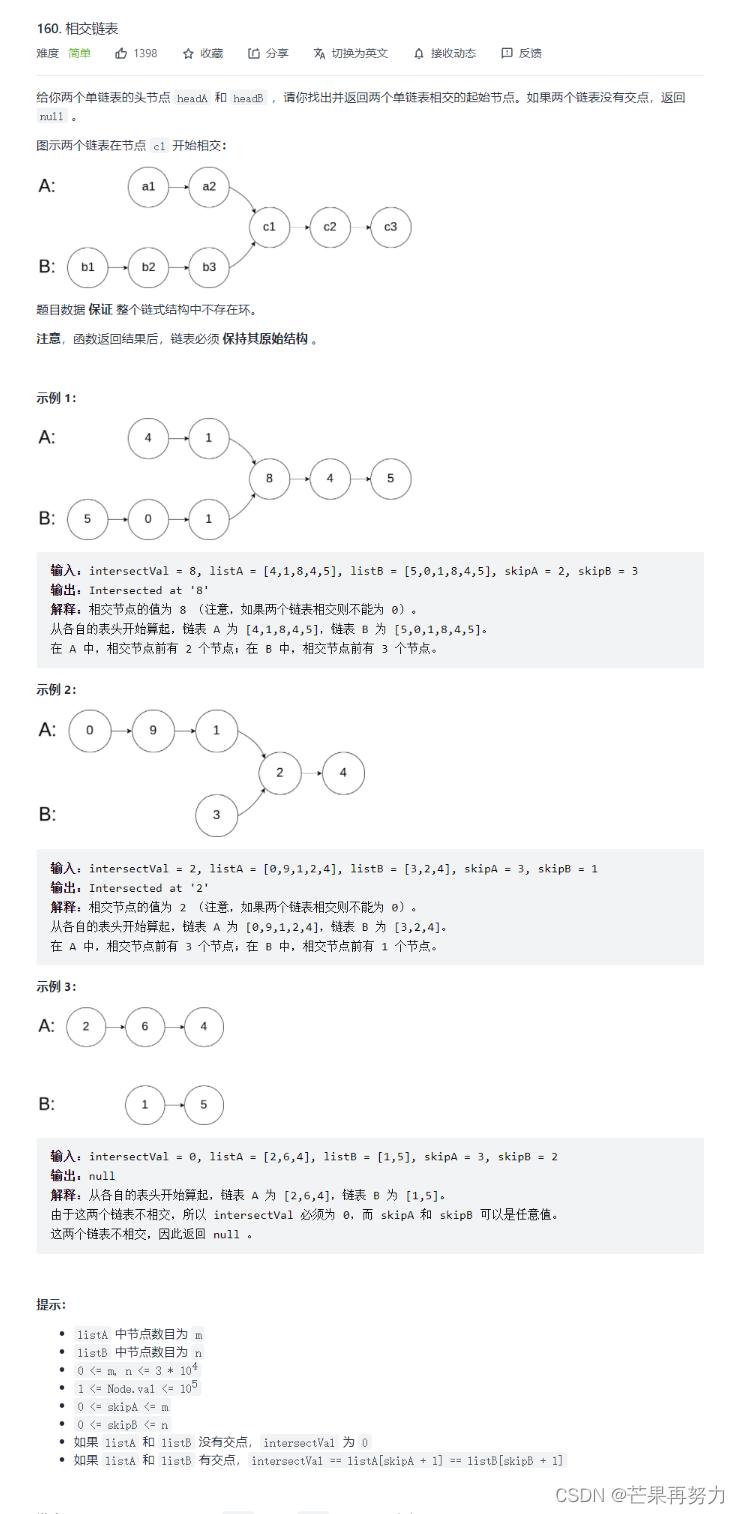 160. 相交链表
难度 简单 1398 收藏 分享 切换为英文 接收动态 反馈
给你两个单链表的头节点 headA 和 headB ，请你找出并返回两个单链表相交的起始节点。如果两个链表没有交点，返回
null 。
图示两个链表在节点 c1 开始相交：
A: a1 a2
c1 c2 c3
B: b1 b2 b3
题目数据 保证 整个链式结构中不存在环。
注意，函数返回结果后，链表必须 保持其原始结构 。
示例 1：
A: 4 1
8 4 5
B: 5 0 1
输入：intersectVal = 8, listA = [4,1,8,4,5], listB = [5,0,1,8,4,5], skipA = 2, skipB = 3
输出：Intersected at '8'
解释：相交节点的值为 8 （注意，如果两个链表相交则不能为 0）。
从各自的表头开始算起，链表 A 为 [4,1,8,4,5]，链表 B 为 [5,0,1,8,4,5]。
在 A 中，相交节点前有 2 个节点；在 B 中，相交节点前有 3 个节点。
示例 2：
A: 0 9 1
2 4
B: 3
输入：intersectVal = 2, listA = [0,9,1,2,4], listB = [3,2,4], skipA = 3, skipB = 1
输出：Intersected at '2'
解释：相交节点的值为 2 （注意，如果两个链表相交则不能为 0）。
从各自的表头开始算起，链表 A 为 [0,9,1,2,4]，链表 B 为 [3,2,4]。
在 A 中，相交节点前有 3 个节点；在 B 中，相交节点前有 1 个节点。
示例 3：
A: 2 6 4
B: 1 5
输入：intersectVal = 0, listA = [2,6,4], listB = [1,5], skipA = 3, skipB = 2
输出：null
解释：从各自的表头开始算起，链表 A 为 [2,6,4]，链表 B 为 [1,5]。
由于这两个链表不相交，所以 intersectVal 必须为 0，而 skipA 和 skipB 可以是任意值。
这两个链表不相交，因此返回 null 。
提示：
• listA 中节点数目为 m
• listB 中节点数目为 n
• 0 <= m, n <= 3 * 10^4
• 1 <= Node.val <= 10^5
• 0 <= skipA <= m
• 0 <= skipB <= n
• 如果 listA 和 listB 没有交点，intersectVal 为 0
• 如果 listA 和 listB 有交点，intersectVal == listA[skipA + 1] == listB[skipB + 1]
CSDN @芒果再努力